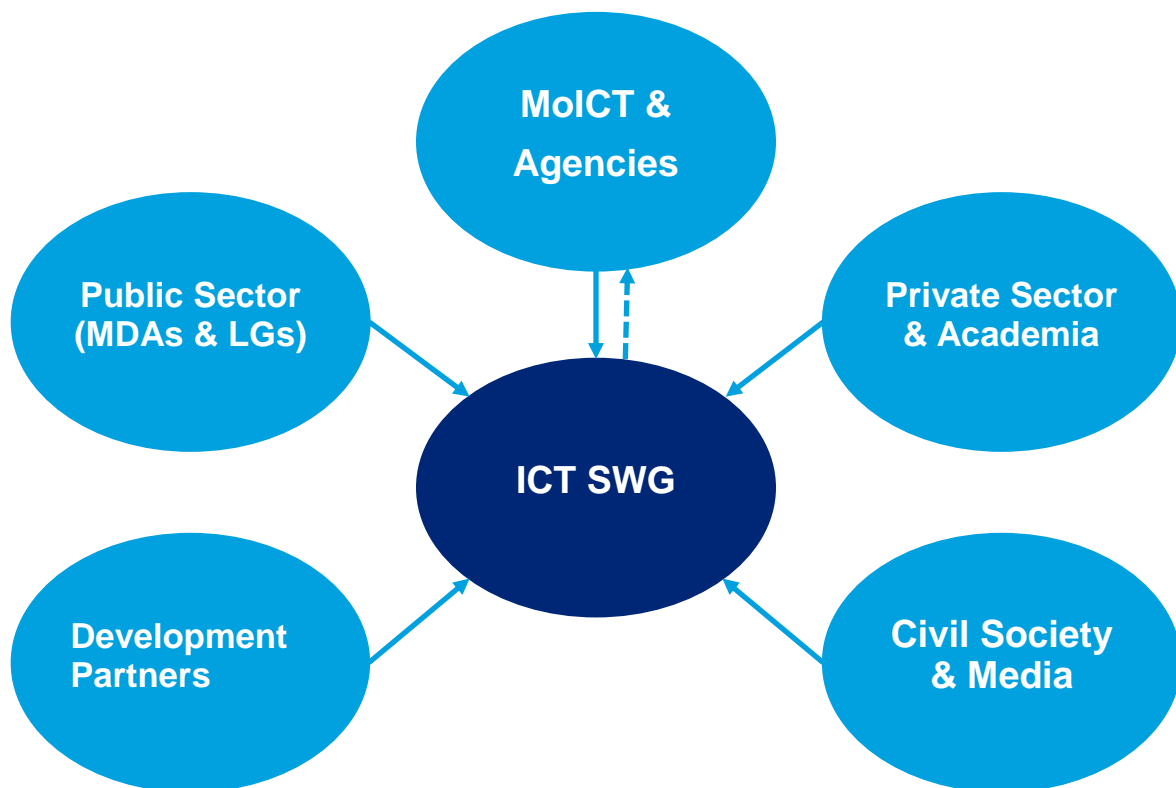 MoICT &
Agencies
Public Sector
(MDAs & LGs)
Private Sector
& Academia
ICT SWG
Development
Partners
Civil Society
& Media